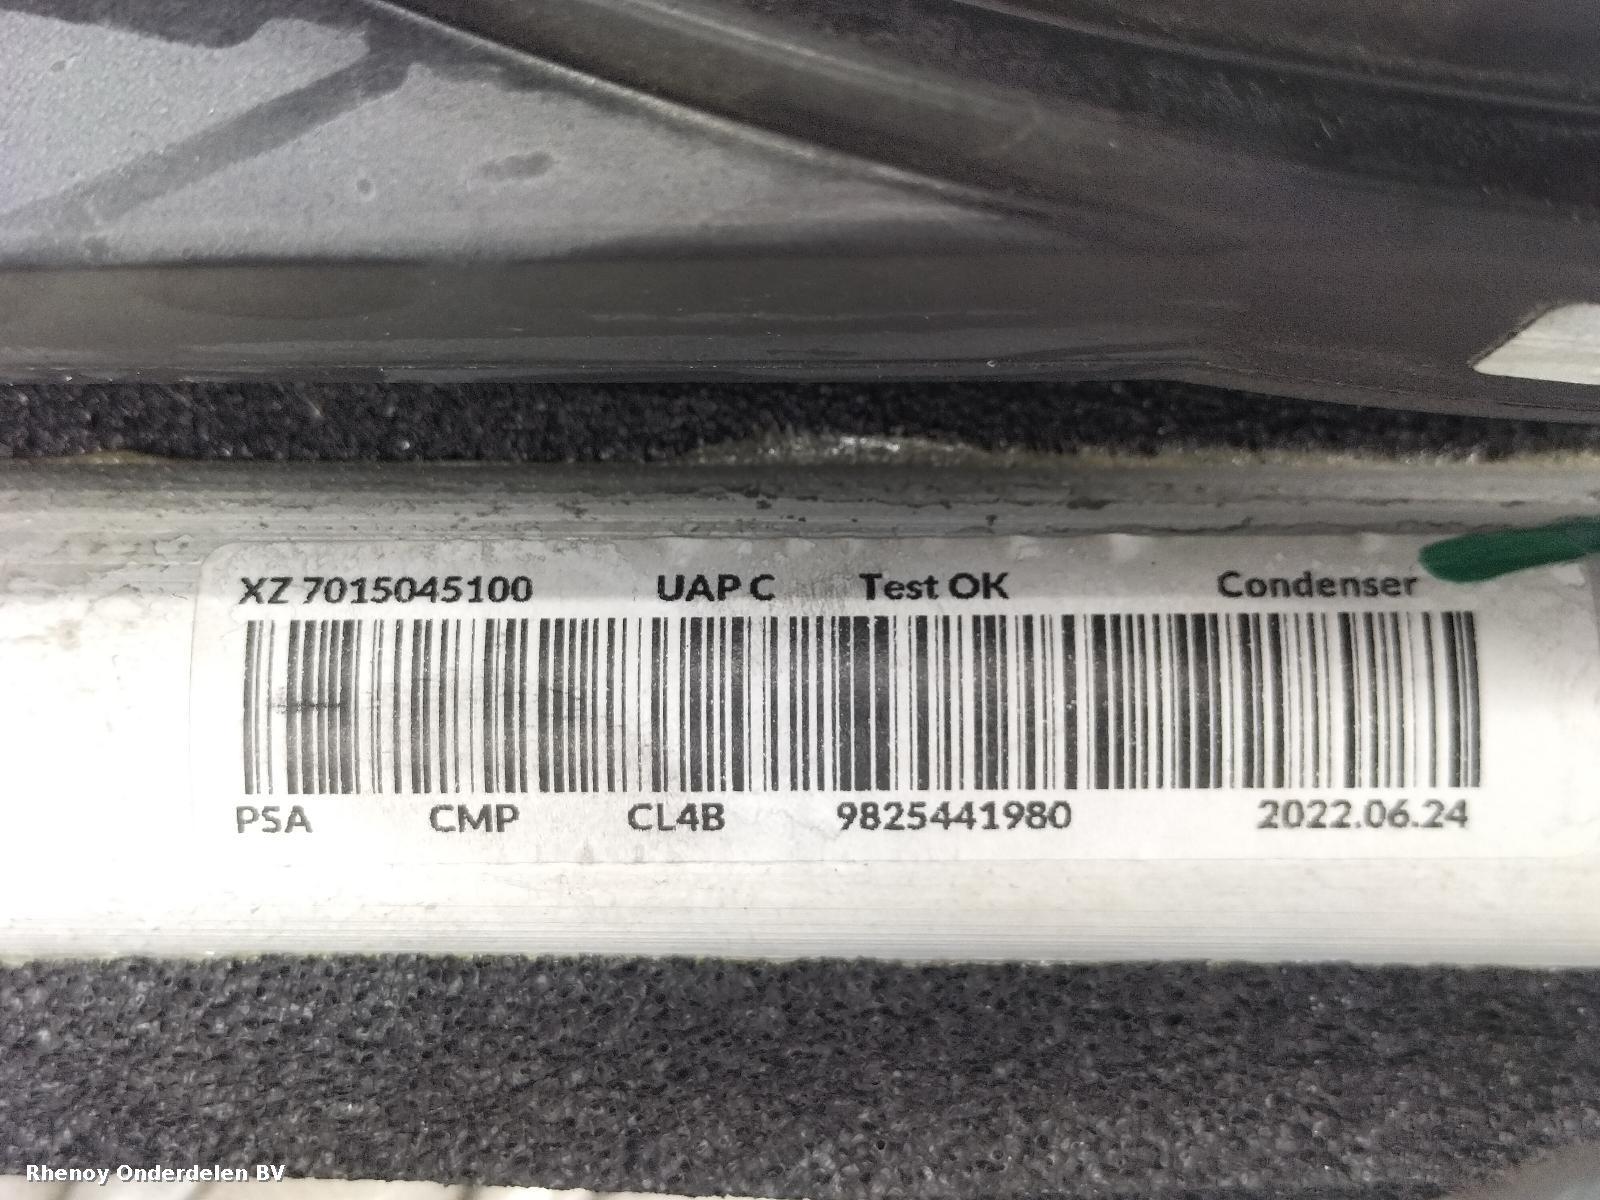 XZ 7015045100 UAP C Test OK Condenser
PSA CMP CL4B 9825441980 2022.06.24
Rhenoy Onderdelen BV